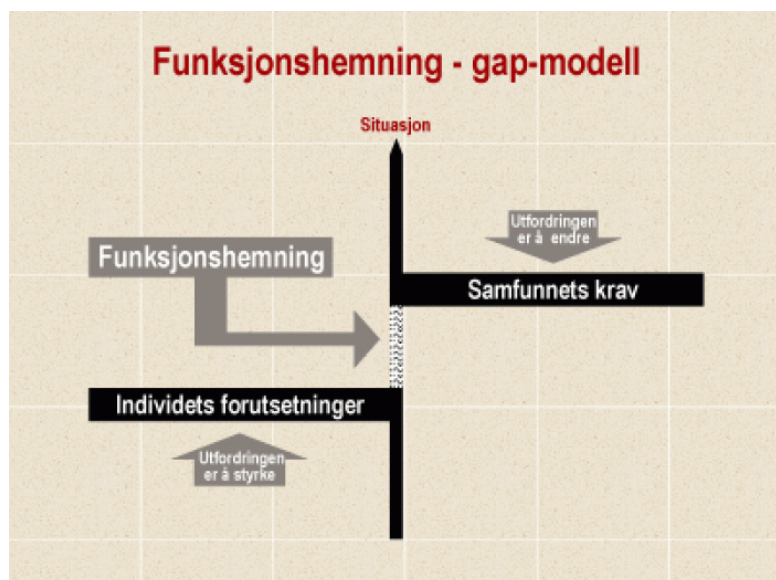 Funksjonshemning - gap-modell
Situasjon
Utfordringen
er å endre
Funksjonshemning
Samfunnets krav
Individets forutsetninger
Utfordringen
er å styrke